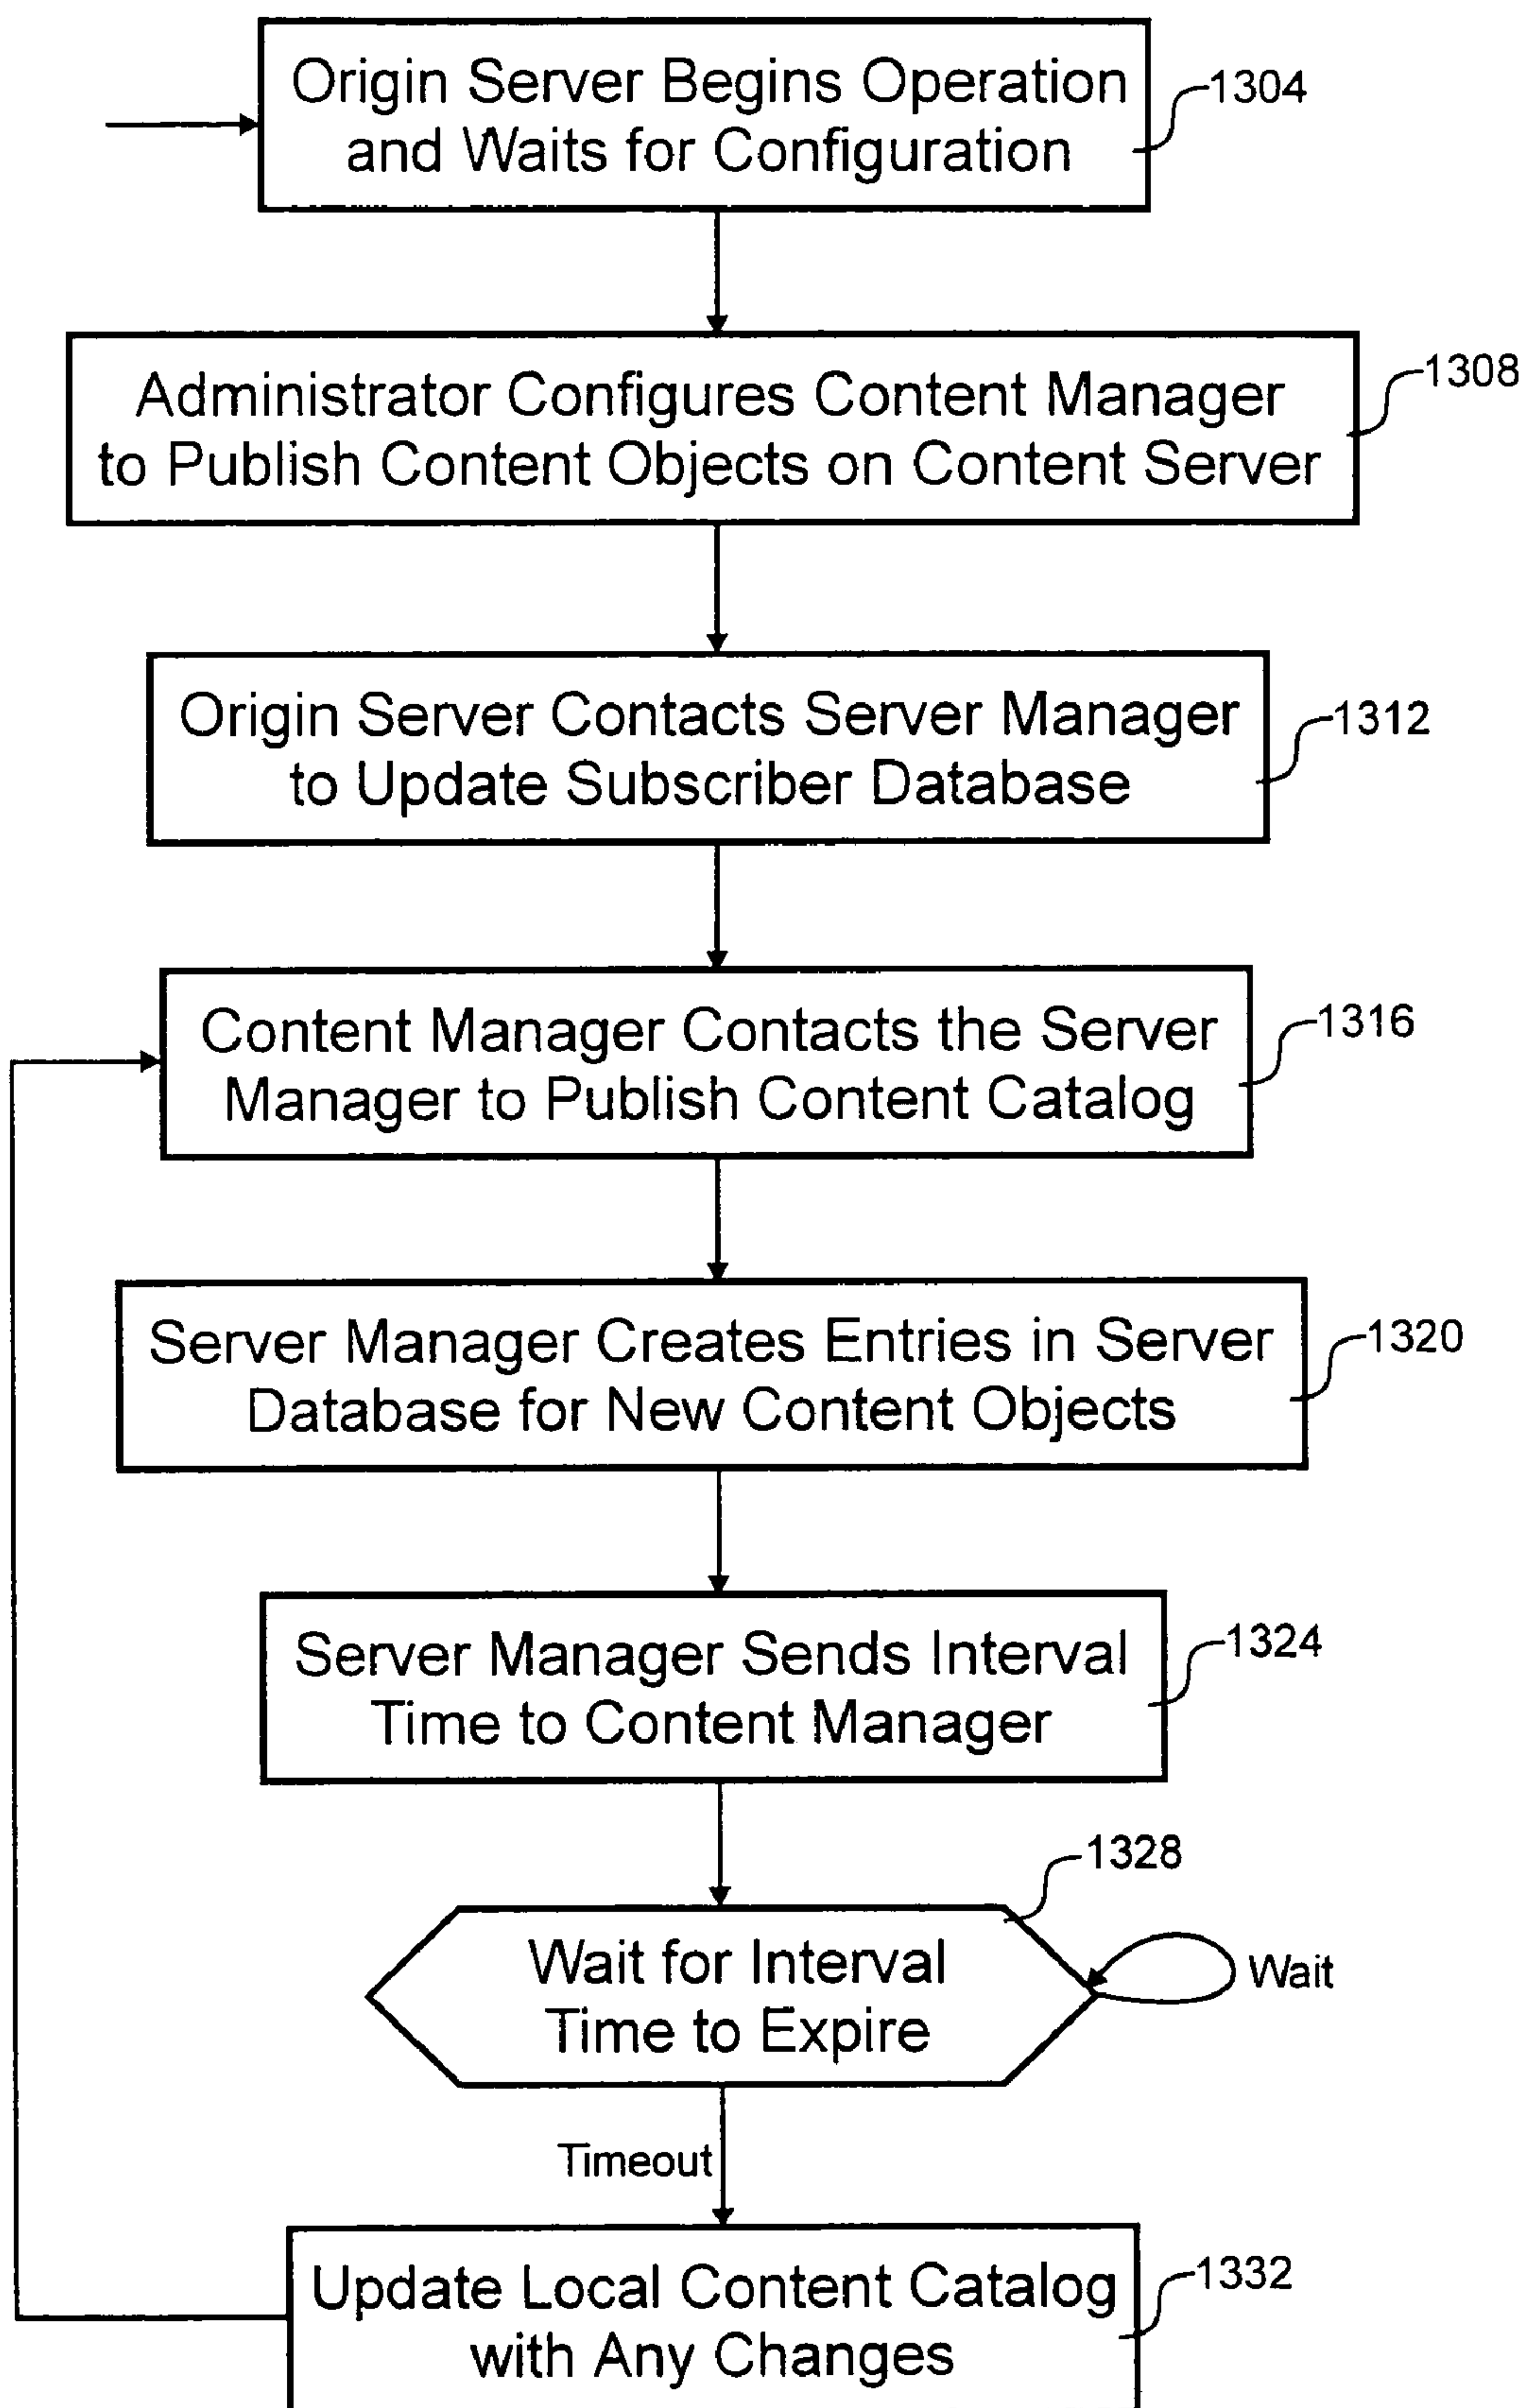 Origin Server Begins Operation
and Waits for Configuration
1304
Administrator Configures Content Manager
to Publish Content Objects on Content Server
1308
Origin Server Contacts Server Manager
to Update Subscriber Database
1312
Content Manager Contacts the Server
Manager to Publish Content Catalog
1316
Server Manager Creates Entries in Server
Database for New Content Objects
1320
Server Manager Sends Interval
Time to Content Manager
1324
1328
Wait for Interval
Time to Expire
Wait
Timeout
Update Local Content Catalog
with Any Changes
1332